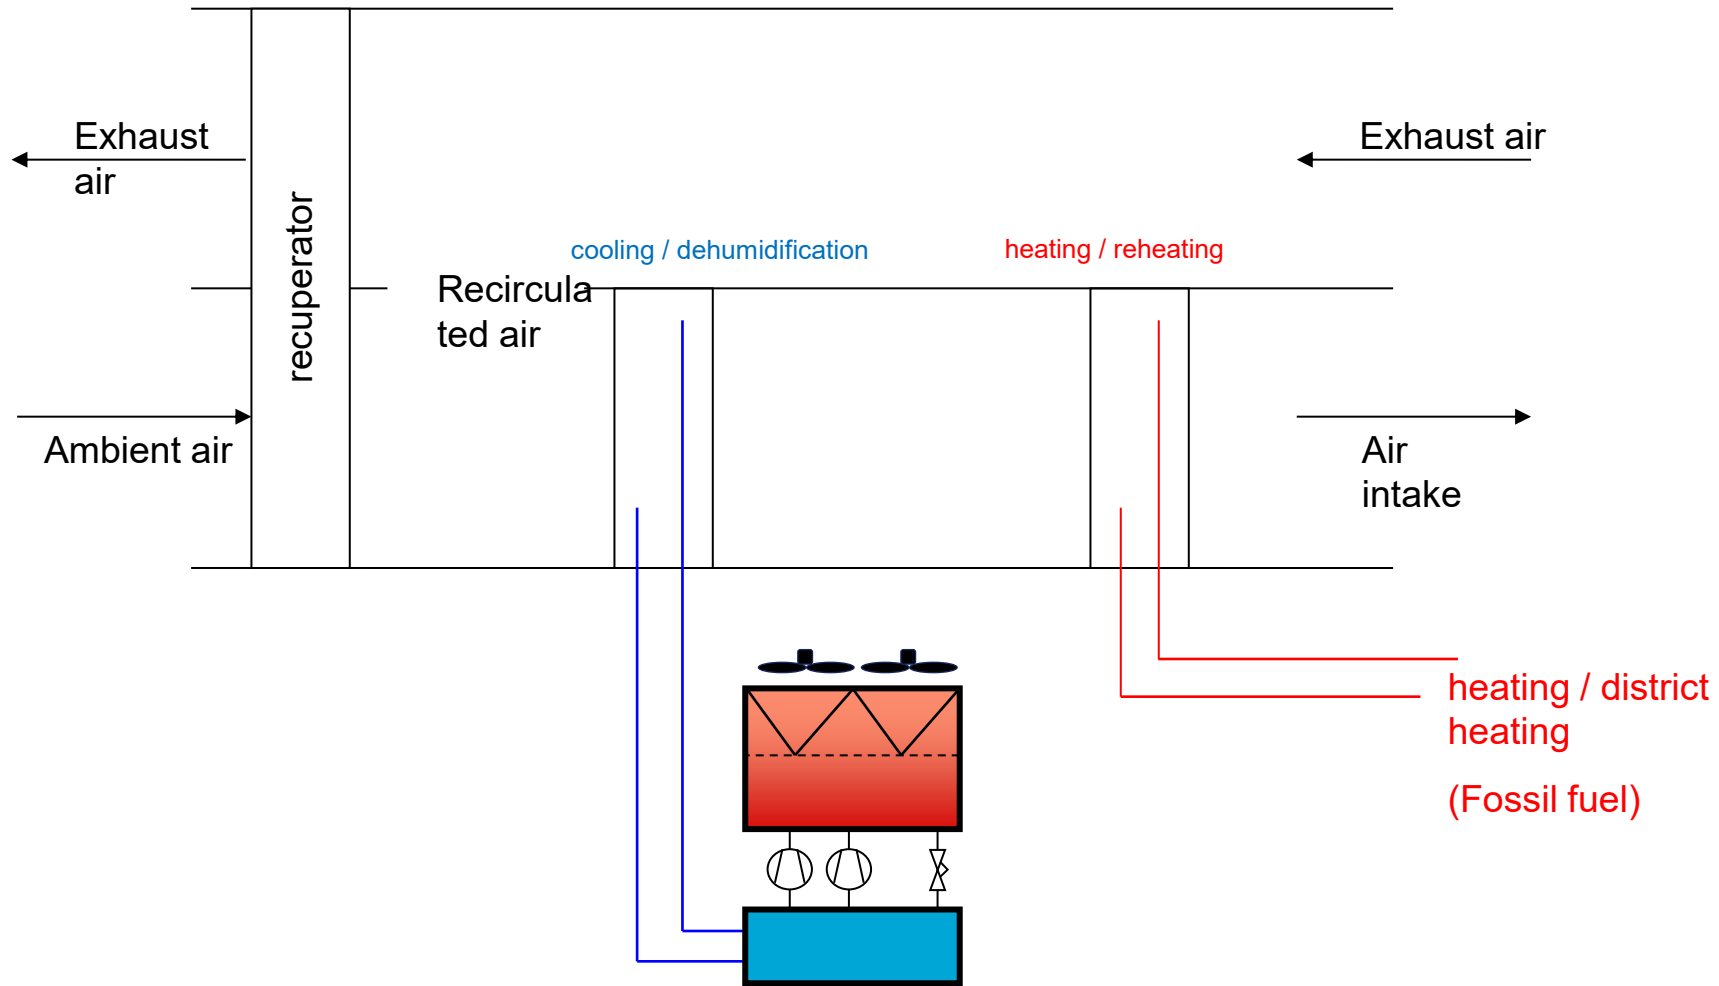 Exhaust
air
Exhaust air
recuperator
cooling / dehumidification
heating / reheating
Recircula
ted air
Ambient air
Air
intake
heating / district
heating
(Fossil fuel)